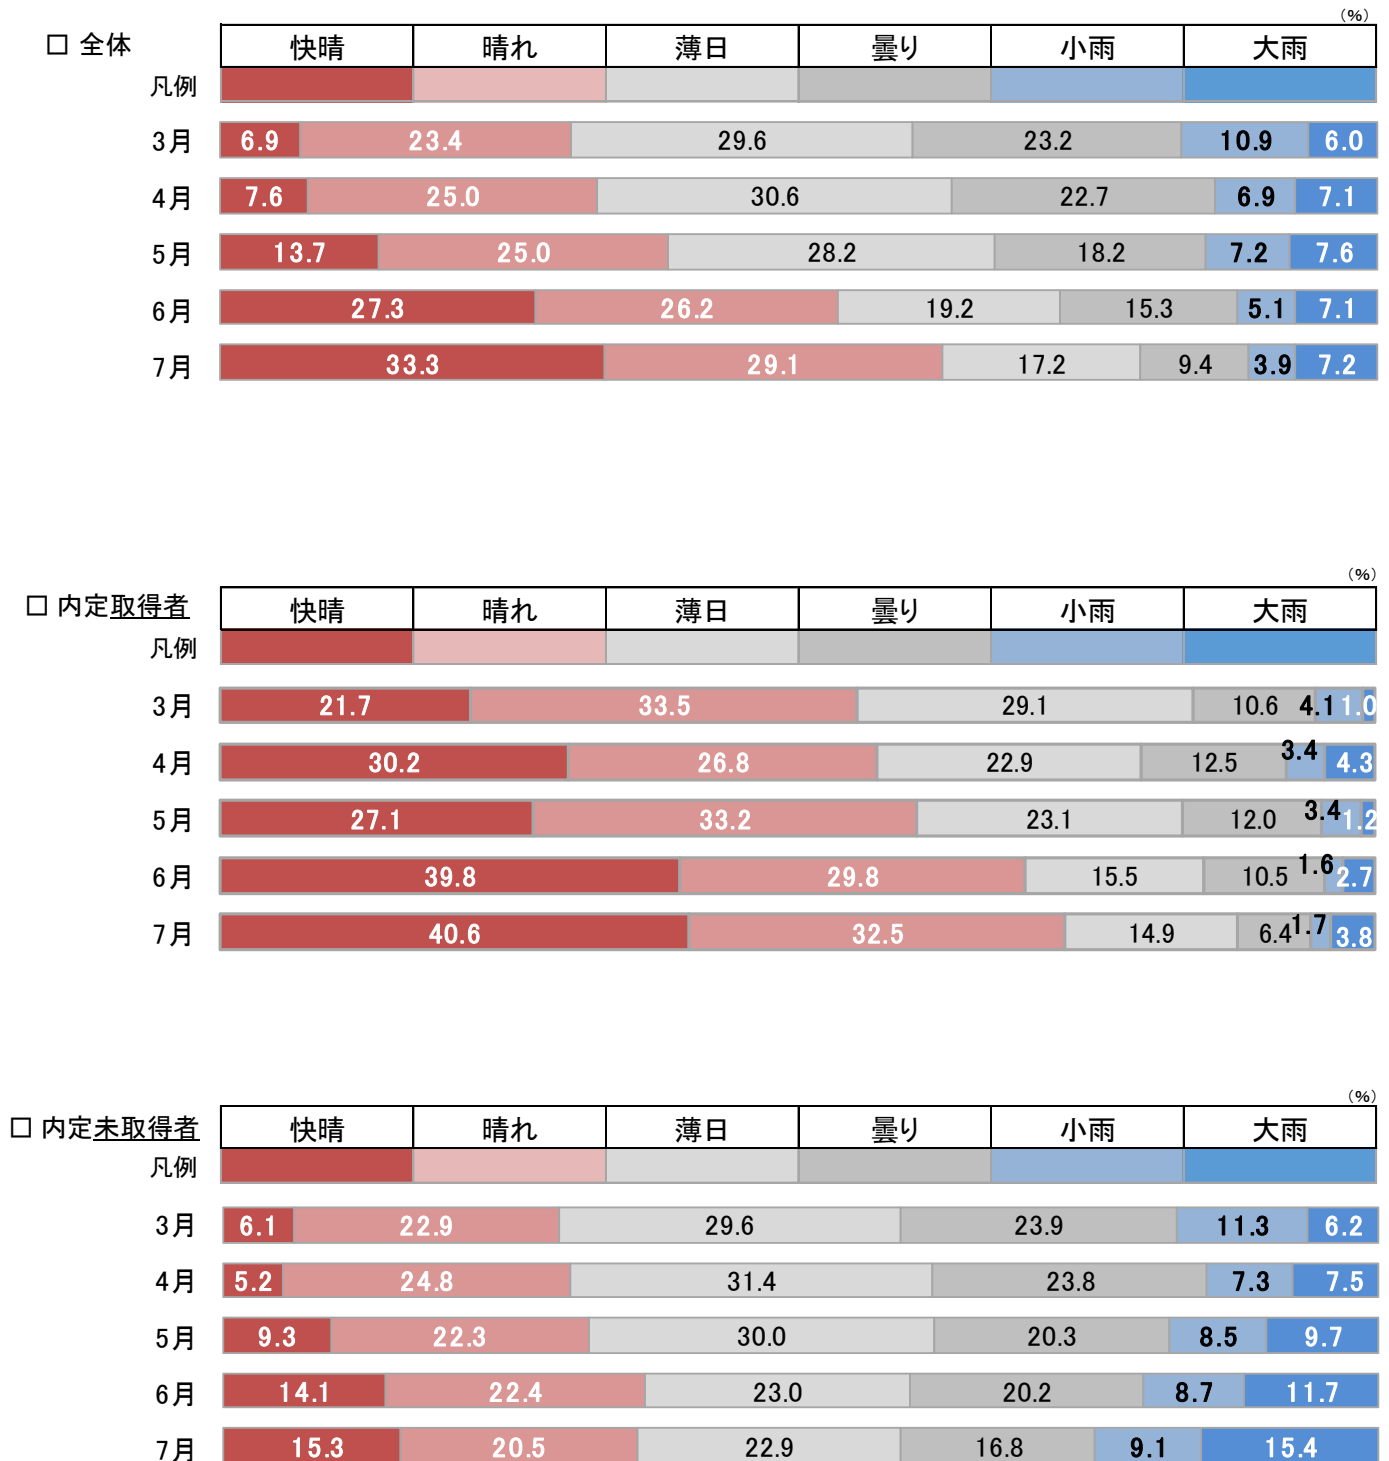 (%)
□ 全体 快晴 晴れ 薄日 曇り 小雨 大雨
凡例
3月 6.9 23.4 29.6 23.2 10.9 6.0
4月 7.6 25.0 30.6 22.7 6.9 7.1
5月 13.7 25.0 28.2 18.2 7.2 7.6
6月 27.3 26.2 19.2 15.3 5.1 7.1
7月 33.3 29.1 17.2 9.4 3.9 7.2
(%)
□ 内定取得者 快晴 晴れ 薄日 曇り 小雨 大雨
凡例
3月 21.7 33.5 29.1 10.6 4.1 1.0
4月 30.2 26.8 22.9 12.5 3.4 4.3
5月 27.1 33.2 23.1 12.0 3.4 1.2
6月 39.8 29.8 15.5 10.5 1.6 2.7
7月 40.6 32.5 14.9 6.4 1.7 3.8
(%)
□ 内定未取得者 快晴 晴れ 薄日 曇り 小雨 大雨
凡例
3月 6.1 22.9 29.6 23.9 11.3 6.2
4月 5.2 24.8 31.4 23.8 7.3 7.5
5月 9.3 22.3 30.0 20.3 8.5 9.7
6月 14.1 22.4 23.0 20.2 8.7 11.7
7月 15.3 20.5 22.9 16.8 9.1 15.4